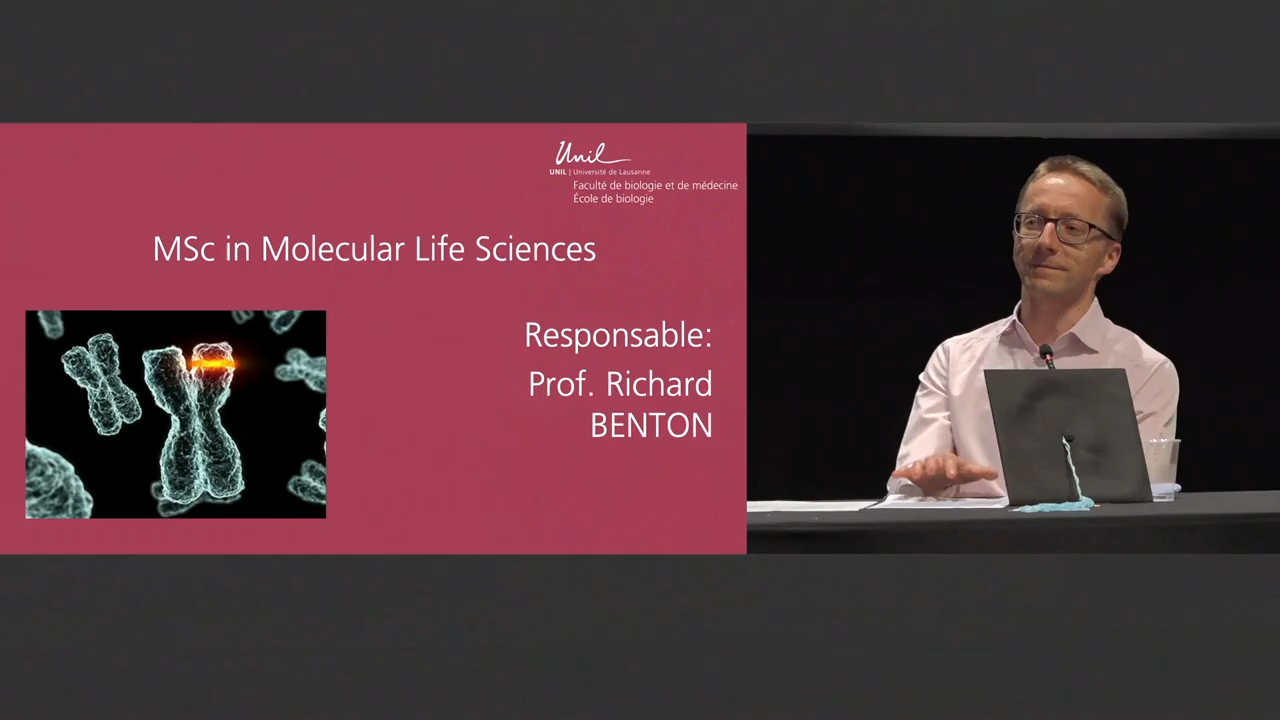 Unil
UNIL | Université de Lausanne
Faculté de biologie et de médecine
École de biologie
MSc in Molecular Life Sciences
Responsable:
Prof. Richard
BENTON